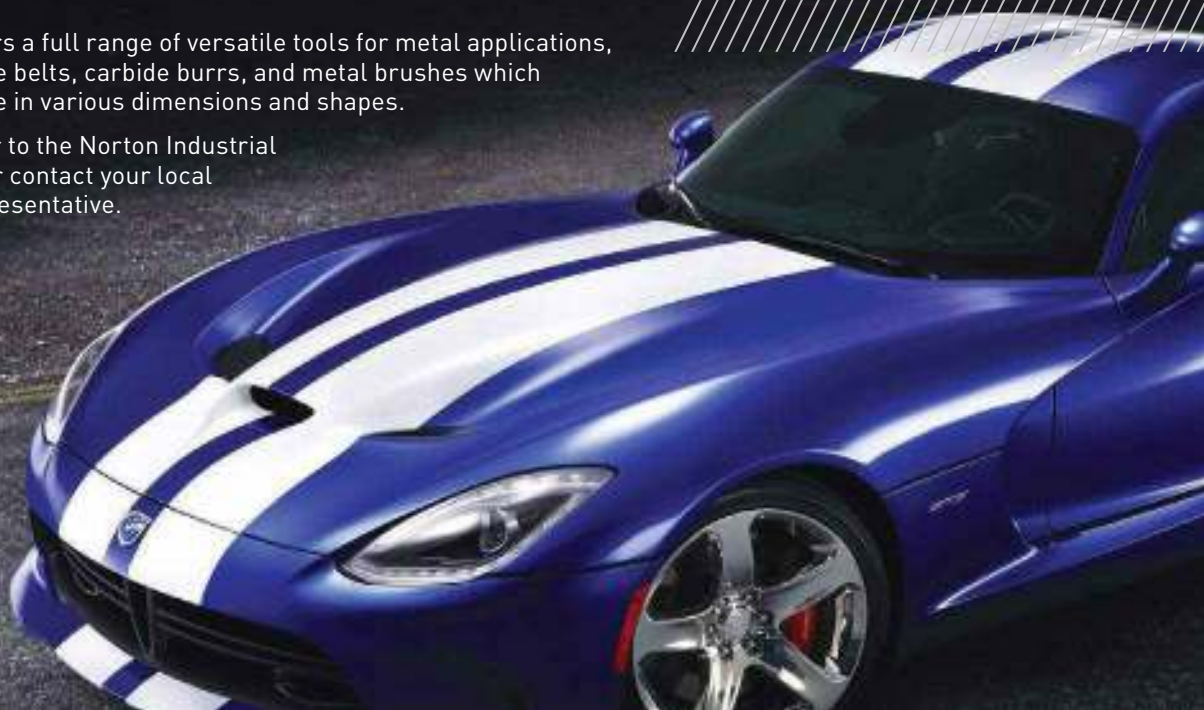 rs a full range of versatile tools for metal applications,
e belts, carbide burrs, and metal brushes which
e in various dimensions and shapes.
r to the Norton Industrial
r contact your local
esentative.